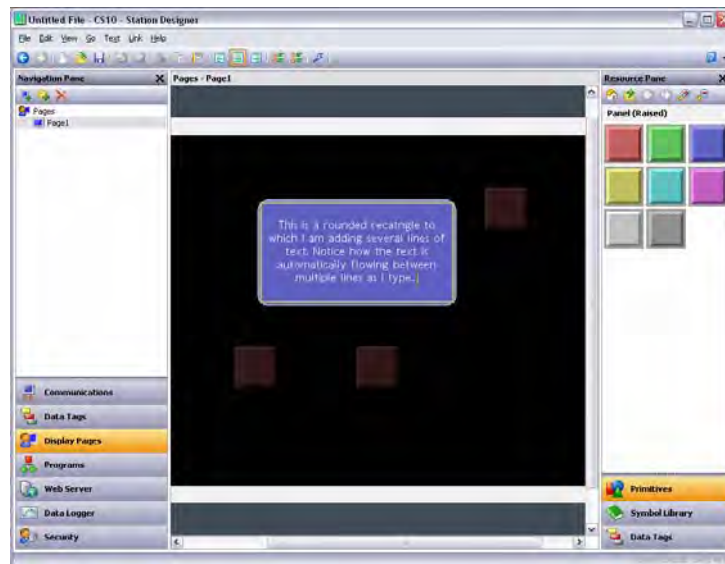 Untitled File - CS10 - Station Designer
File Edit View Go Test Link Help
Navigation Pane
Pages - Page1
Resource Pane
Pages
Page1
Panel (Raised)
This is a rounded recatngle to
which I am adding several lines of
text. Notice how the text is
automatically flowing between
multiple lines as I type.
Communications
Data Tags
Display Pages
Programs
Web Server
Data Logger
Security
Primitives
Symbol Library
Data Tags